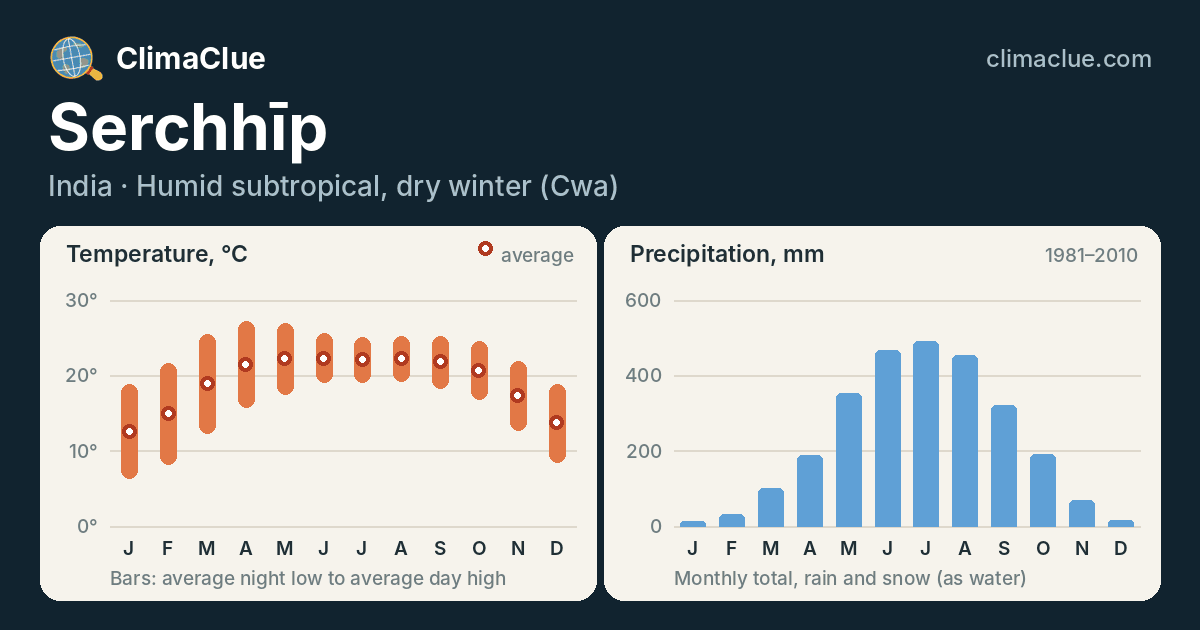 ClimaClue
climaclue.com
Serchhīp
India · Humid subtropical, dry winter (Cwa)
Temperature, °C
average
30°
20°
10°
0°
J F M A M J J A S O N D
Bars: average night low to average day high
Precipitation, mm
1981–2010
600
400
200
0
J F M A M J J A S O N D
Monthly total, rain and snow (as water)